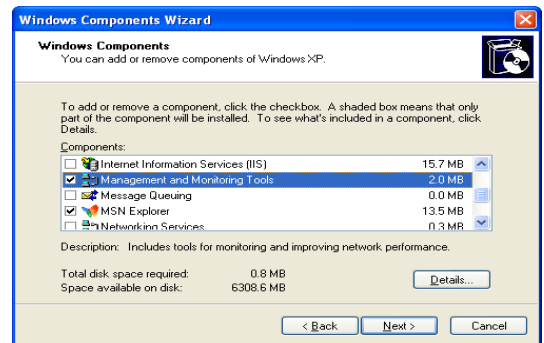 Windows Components Wizard
Windows Components
You can add or remove components of Windows XP.
To add or remove a component, click the checkbox. A shaded box means that only
part of the component will be installed. To see what's included in a component, click
Details.
Components:
Internet Information Services (IIS) 15.7 MB
Management and Monitoring Tools 2.0 MB
Message Queuing 0.0 MB
MSN Explorer 13.5 MB
Networking Services 0.3 MB
Description: Includes tools for monitoring and improving network performance.
Total disk space required: 0.8 MB
Space available on disk: 6308.6 MB
Details...
< Back Next > Cancel